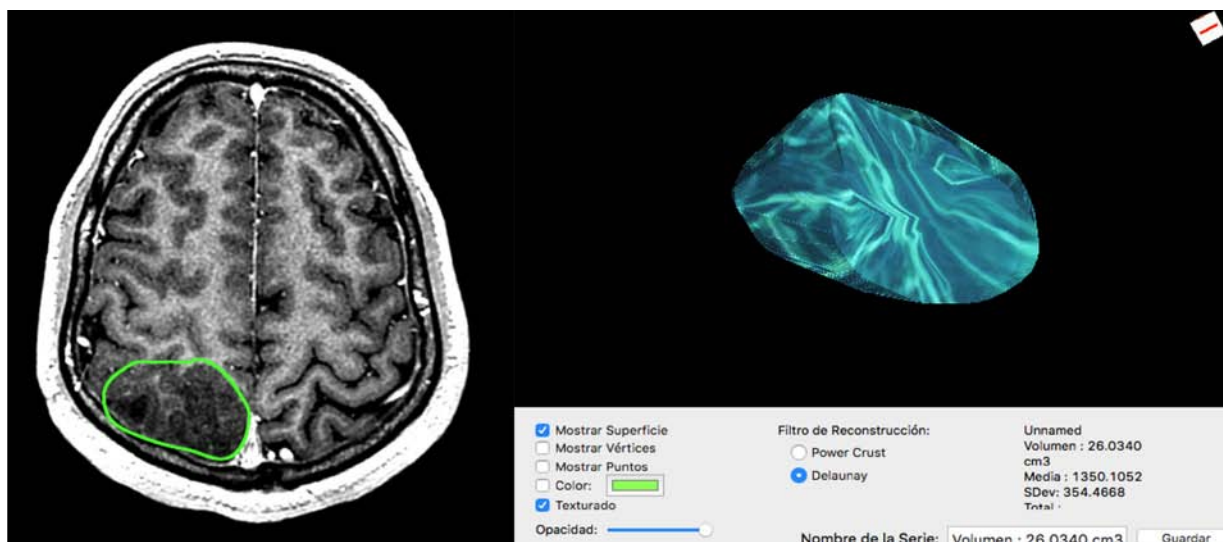 Mostrar Superficie
Mostrar Vértices
Mostrar Puntos
Color:
Texturado
Opacidad:
Filtro de Reconstrucción:
Power Crust
Delaunay
Unnamed
Volumen : 26.0340
cm3
Media : 1350.1052
SDev: 354.4668
Total :
Nombre de la Serie:
Volumen : 26.0340 cm3
Guardar